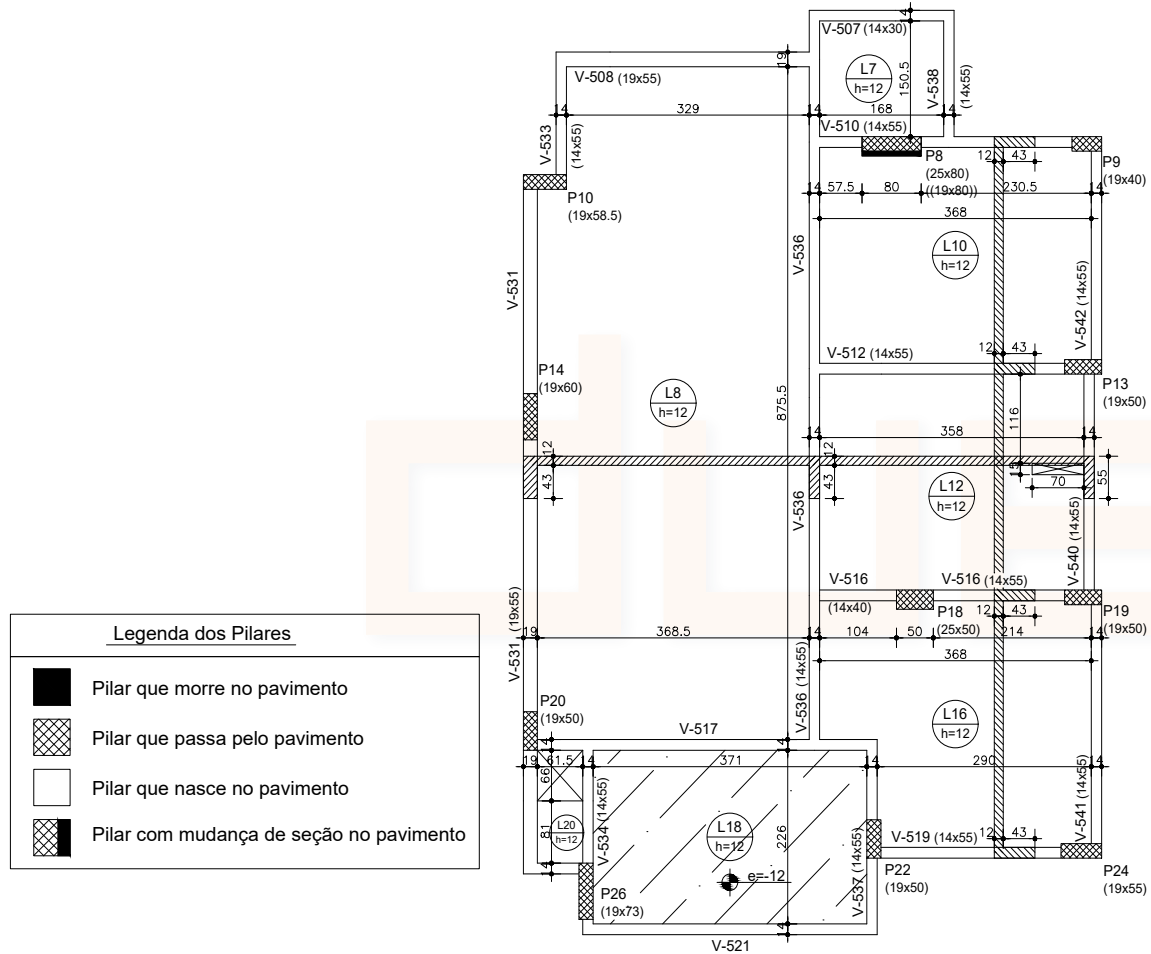 V-507 (14x30)
4
L7
h=12
150.5
V-538
(14x55)
19
V-508 (19x55)
14
329
14
168
14
V-533
(14x55)
V-510 (14x55)
P8
(25x80)
((19x80))
12
43
P9
(19x40)
P10
(19x58.5)
14
57.5
80
230.5
14
368
V-536
L10
h=12
V-531
V-542 (14x55)
V-512 (14x55)
12
43
P13
(19x50)
P14
(19x60)
L8
h=12
875.5
116
14
358
14
12
43
12
43
15
70
55
L12
h=12
V-536
V-540 (14x55)
V-516
(14x40)
V-516 (14x55)
P18
(25x50)
12
43
P19
(19x50)
V-531 (19x55)
19
368.5
14
104
50
214
14
368
V-536 (14x55)
P20
(19x50)
V-517
L16
h=12
14
19
61.5
14
371
14
290
14
66
81
14
L20
h=12
V-534 (14x55)
L18
h=12
226
e=-12
V-537 (14x55)
V-519 (14x55)
12
43
V-541 (14x55)
P22
(19x50)
P24
(19x55)
P26
(19x73)
14
V-521
Legenda dos Pilares
Pilar que morre no pavimento
Pilar que passa pelo pavimento
Pilar que nasce no pavimento
Pilar com mudança de seção no pavimento